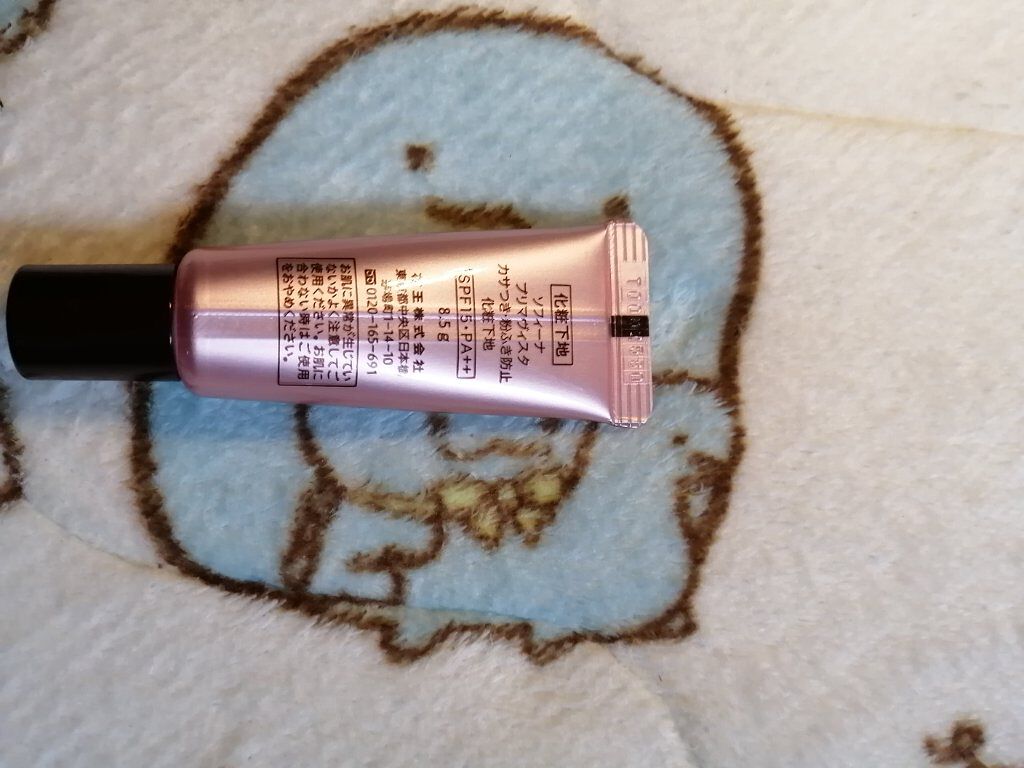 化粧下地
ソフィーナ
プリマヴィスタ
カサつき・粉ふき防止
化粧下地
SPF15・PA++
8.5g
王株式会社
東京都中央区日本橋
1-14-10
0120-165-691
お肌に異常が生じてい
ないかよく注意してご
使用ください。お肌に
合わない時はご使用
をおやめください。